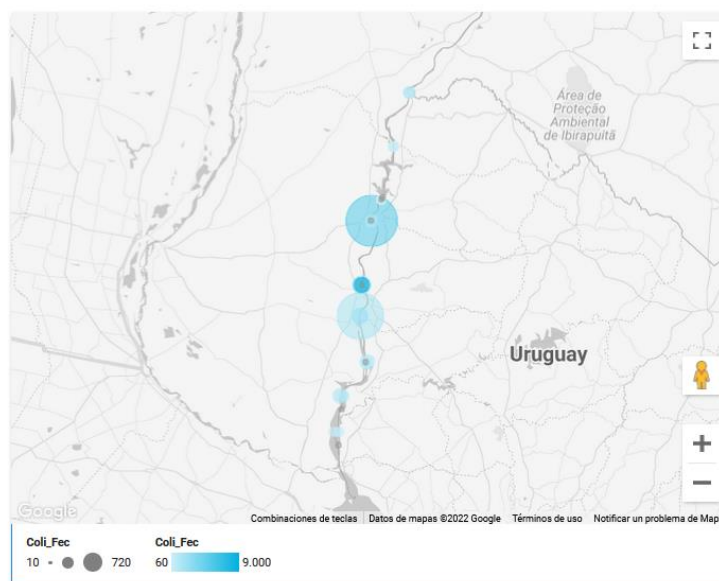 Área de
Proteção
Ambiental
de Ibirapuitã
Uruguay
Google
Combinaciones de teclas Datos de mapas ©2022 Google Términos de uso Notificar un problema de Map
Coli_Fec Coli_Fec
10 720 60 9.000